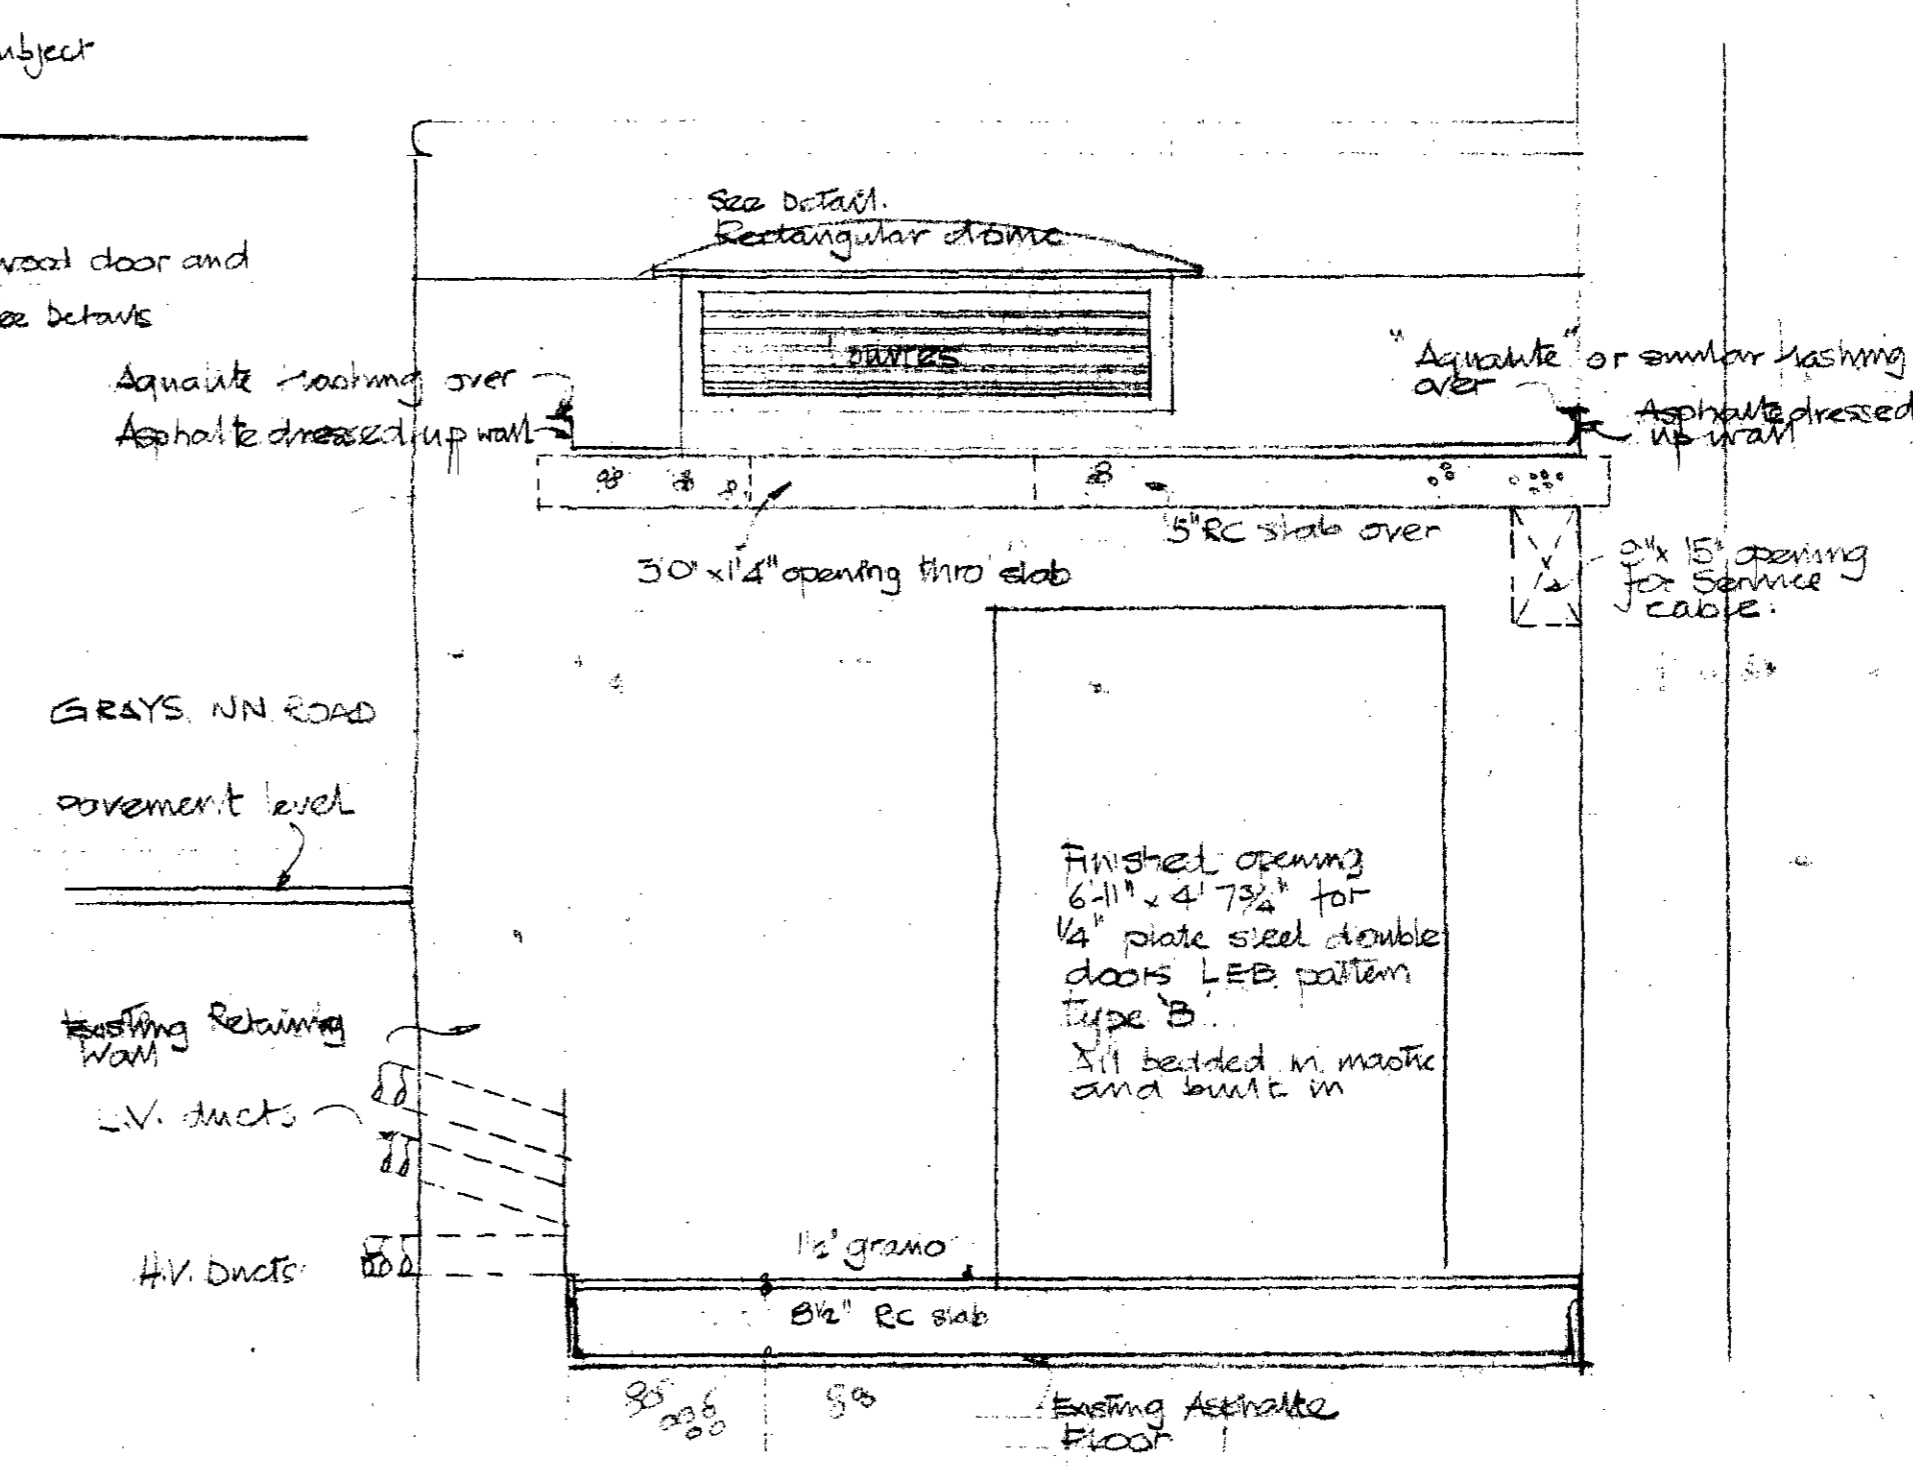 ubject
See Detail.
Rectangular dome
wood door and
ee Details
Louvres
Aqualite flashing over
Asphalte dressed up wall
"Aqualite" or similar flashing
over
Asphalte dressed
up wall
5" RC slab over
3'0" x 1'4" opening thro' slab
9" x 15" opening
for Service
cable.
GRAYS INN ROAD
pavement level
Finished opening
6'-11" x 4' 7¾" for
¼" plate steel double
doors LEB pattern
type 'B'.
All bedded in mastic
and built in
Existing Retaining
Wall
L.V. ducts
1½" grano
H.V. Ducts
8½" RC slab
Existing Asphalte
Floor